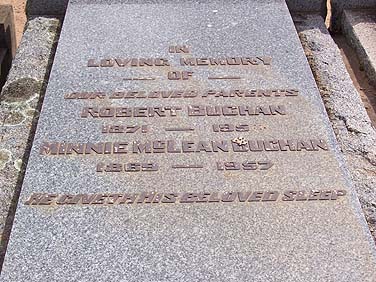 IN
LOVING MEMORY
OF
OUR BELOVED PARENTS
ROBERT BUCHAN
1871 — 195
MINNIE McLEAN BUCHAN
1869 — 1957
HE GIVETH HIS BELOVED SLEEP